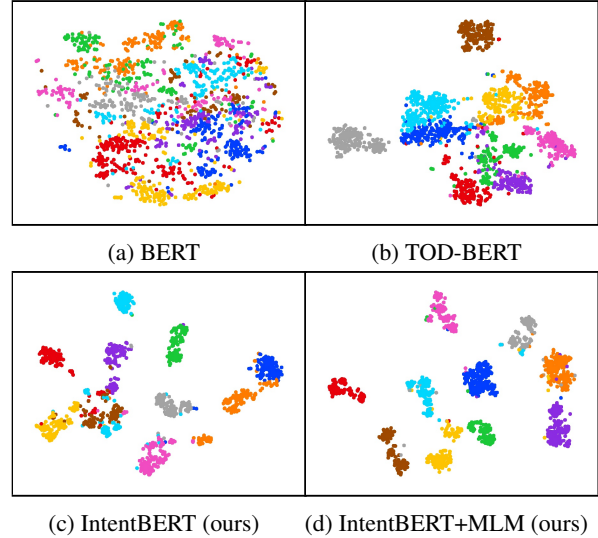 (a) BERT
(b) TOD-BERT
(c) IntentBERT (ours)
(d) IntentBERT+MLM (ours)